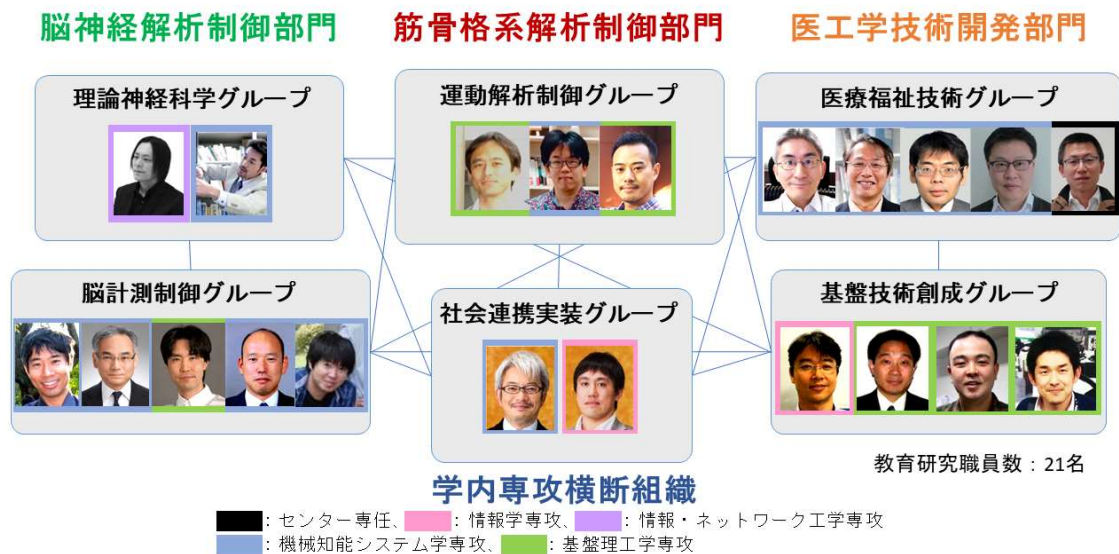 脳神経解析制御部門
筋骨格系解析制御部門
医工学技術開発部門
理論神経科学グループ
運動解析制御グループ
医療福祉技術グループ
脳計測制御グループ
社会連携実装グループ
基盤技術創成グループ
教育研究職員数：21名
学内専攻横断組織
：センター専任、：情報学専攻、：情報・ネットワーク工学専攻
：機械知能システム学専攻、：基盤理工学専攻